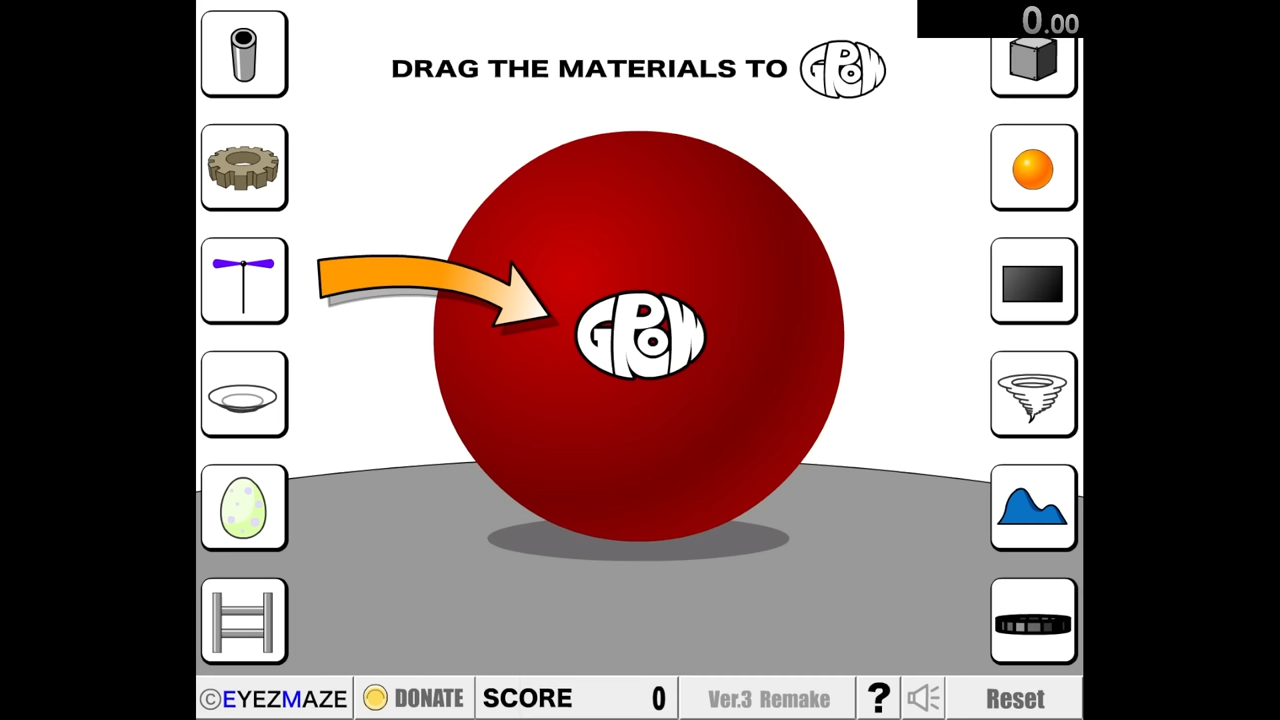 0.00
DRAG THE MATERIALS TO GROW
GROW
©EYEZMAZE
DONATE
SCORE 0
Ver.3 Remake
?
Reset